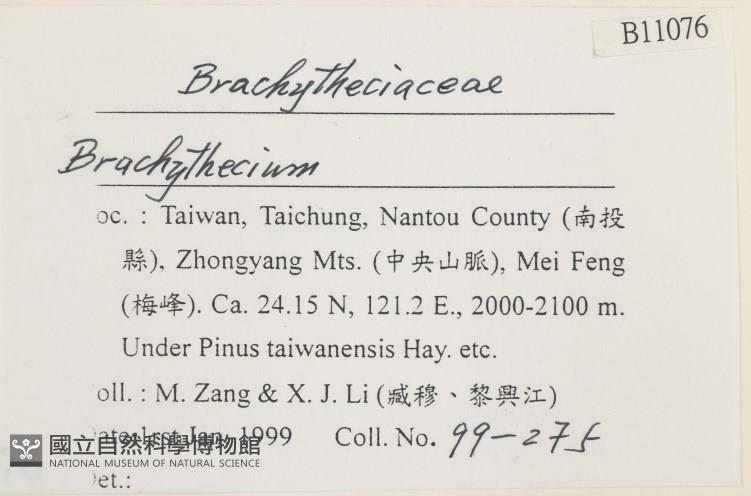 B11076
Brachytheciaceae
Brachythecium
oc. : Taiwan, Taichung, Nantou County (南投
縣), Zhongyang Mts. (中央山脈), Mei Feng
(梅峰). Ca. 24.15 N, 121.2 E., 2000-2100 m.
Under Pinus taiwanensis Hay. etc.
oll. : M. Zang & X. J. Li (臧穆、黎興江)
Jan, 1999 Coll. No. 99-275
國立自然科學博物館
NATIONAL MUSEUM OF NATURAL SCIENCE
et.: